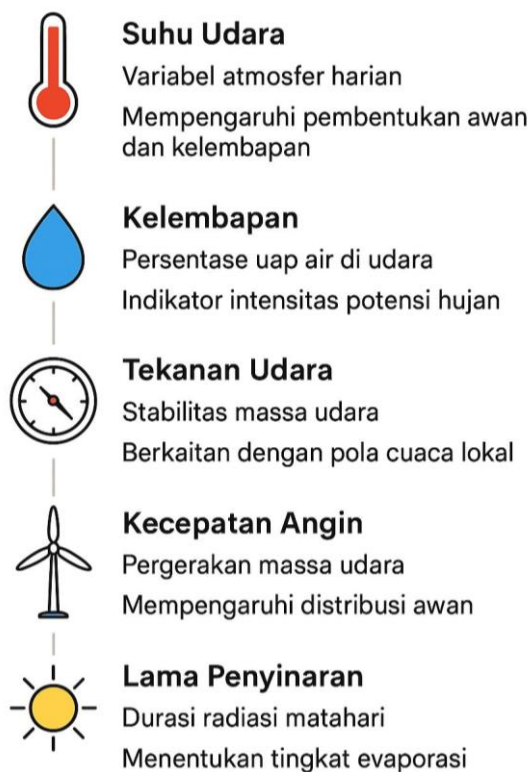 Suhu Udara
Variabel atmosfer harian
Mempengaruhi pembentukan awan
dan kelembapan
Kelembapan
Persentase uap air di udara
Indikator intensitas potensi hujan
Tekanan Udara
Stabilitas massa udara
Berkaitan dengan pola cuaca lokal
Kecepatan Angin
Pergerakan massa udara
Mempengaruhi distribusi awan
Lama Penyinaran
Durasi radiasi matahari
Menentukan tingkat evaporasi